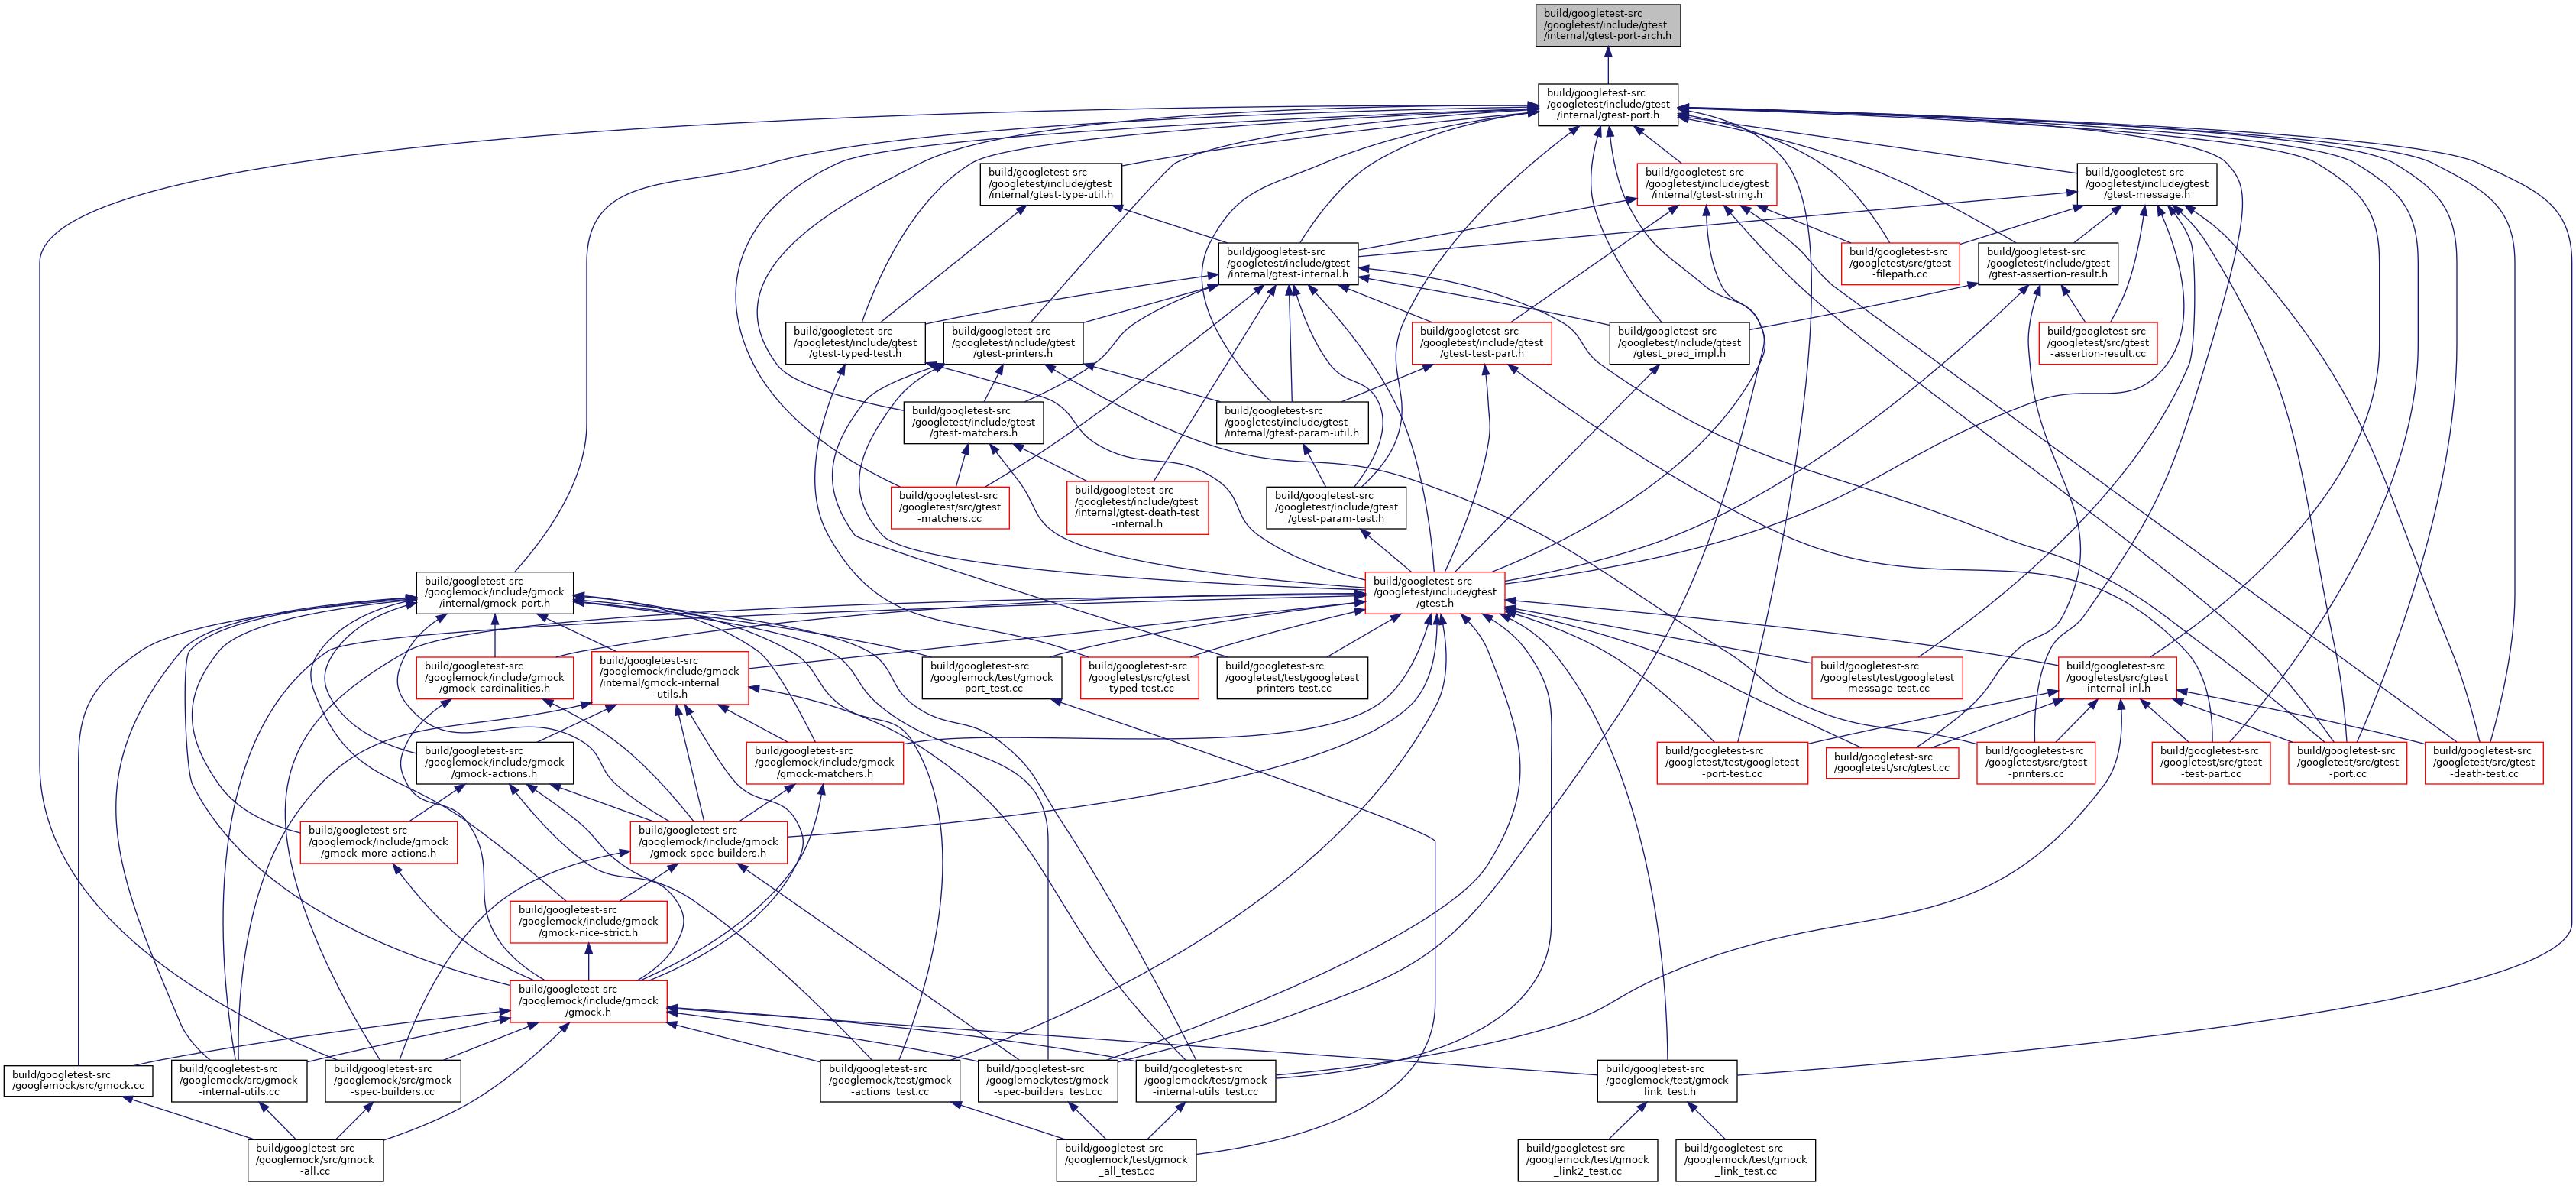 build/googletest-src
/googletest/include/gtest
/internal/gtest-port-arch.h
build/googletest-src
/googletest/include/gtest
/internal/gtest-port.h
build/googletest-src
/googletest/include/gtest
/internal/gtest-type-util.h
build/googletest-src
/googletest/include/gtest
/internal/gtest-string.h
build/googletest-src
/googletest/include/gtest
/gtest-message.h
build/googletest-src
/googletest/include/gtest
/internal/gtest-internal.h
build/googletest-src
/googletest/src/gtest
-filepath.cc
build/googletest-src
/googletest/include/gtest
/gtest-assertion-result.h
build/googletest-src
/googletest/include/gtest
/gtest-typed-test.h
build/googletest-src
/googletest/include/gtest
/gtest-printers.h
build/googletest-src
/googletest/include/gtest
/gtest-test-part.h
build/googletest-src
/googletest/include/gtest
/gtest_pred_impl.h
build/googletest-src
/googletest/src/gtest
-assertion-result.cc
build/googletest-src
/googletest/include/gtest
/gtest-matchers.h
build/googletest-src
/googletest/include/gtest
/internal/gtest-param-util.h
build/googletest-src
/googletest/src/gtest
-matchers.cc
build/googletest-src
/googletest/include/gtest
/internal/gtest-death-test
-internal.h
build/googletest-src
/googletest/include/gtest
/gtest-param-test.h
build/googletest-src
/googlemock/include/gmock
/internal/gmock-port.h
build/googletest-src
/googletest/include/gtest
/gtest.h
build/googletest-src
/googlemock/include/gmock
/gmock-cardinalities.h
build/googletest-src
/googlemock/include/gmock
/internal/gmock-internal
-utils.h
build/googletest-src
/googlemock/test/gmock
-port_test.cc
build/googletest-src
/googletest/src/gtest
-typed-test.cc
build/googletest-src
/googletest/test/googletest
-printers-test.cc
build/googletest-src
/googletest/test/googletest
-message-test.cc
build/googletest-src
/googletest/src/gtest
-internal-inl.h
build/googletest-src
/googlemock/include/gmock
/gmock-actions.h
build/googletest-src
/googlemock/include/gmock
/gmock-matchers.h
build/googletest-src
/googletest/test/googletest
-port-test.cc
build/googletest-src
/googletest/src/gtest.cc
build/googletest-src
/googletest/src/gtest
-printers.cc
build/googletest-src
/googletest/src/gtest
-test-part.cc
build/googletest-src
/googletest/src/gtest
-port.cc
build/googletest-src
/googletest/src/gtest
-death-test.cc
build/googletest-src
/googlemock/include/gmock
/gmock-more-actions.h
build/googletest-src
/googlemock/include/gmock
/gmock-spec-builders.h
build/googletest-src
/googlemock/include/gmock
/gmock-nice-strict.h
build/googletest-src
/googlemock/include/gmock
/gmock.h
build/googletest-src
/googlemock/src/gmock.cc
build/googletest-src
/googlemock/src/gmock
-internal-utils.cc
build/googletest-src
/googlemock/src/gmock
-spec-builders.cc
build/googletest-src
/googlemock/test/gmock
-actions_test.cc
build/googletest-src
/googlemock/test/gmock
-spec-builders_test.cc
build/googletest-src
/googlemock/test/gmock
-internal-utils_test.cc
build/googletest-src
/googlemock/test/gmock
_link_test.h
build/googletest-src
/googlemock/src/gmock
-all.cc
build/googletest-src
/googlemock/test/gmock
_all_test.cc
build/googletest-src
/googlemock/test/gmock
_link2_test.cc
build/googletest-src
/googlemock/test/gmock
_link_test.cc